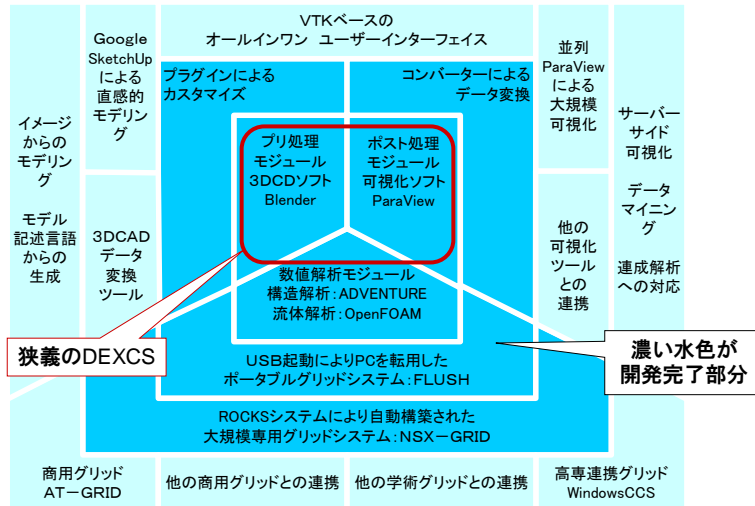 VTKベースの
オールインワン ユーザーインターフェイス
Google
SketchUp
による
直感的
モデリン
グ
プラグインによる
カスタマイズ
コンバーターによる
データ変換
並列
ParaView
による
大規模
可視化
イメージ
からの
モデリン
グ
モデル
記述言語
からの
生成
サーバー
サイド
可視化
データ
マイニン
グ
連成解析
への対応
プリ処理
モジュール
3DCDソフト
Blender
ポスト処理
モジュール
可視化ソフト
ParaView
3DCAD
データ
変換
ツール
他の
可視化
ツール
との
連携
数値解析モジュール
構造解析:ADVENTURE
流体解析:OpenFOAM
狭義のDEXCS
濃い水色が
開発完了部分
USB起動によりPCを転用した
ポータブルグリッドシステム:FLUSH
ROCKSシステムにより自動構築された
大規模専用グリッドシステム:NSX－GRID
商用グリッド
AT－GRID
他の商用グリッドとの連携
他の学術グリッドとの連携
高専連携グリッド
WindowsCCS